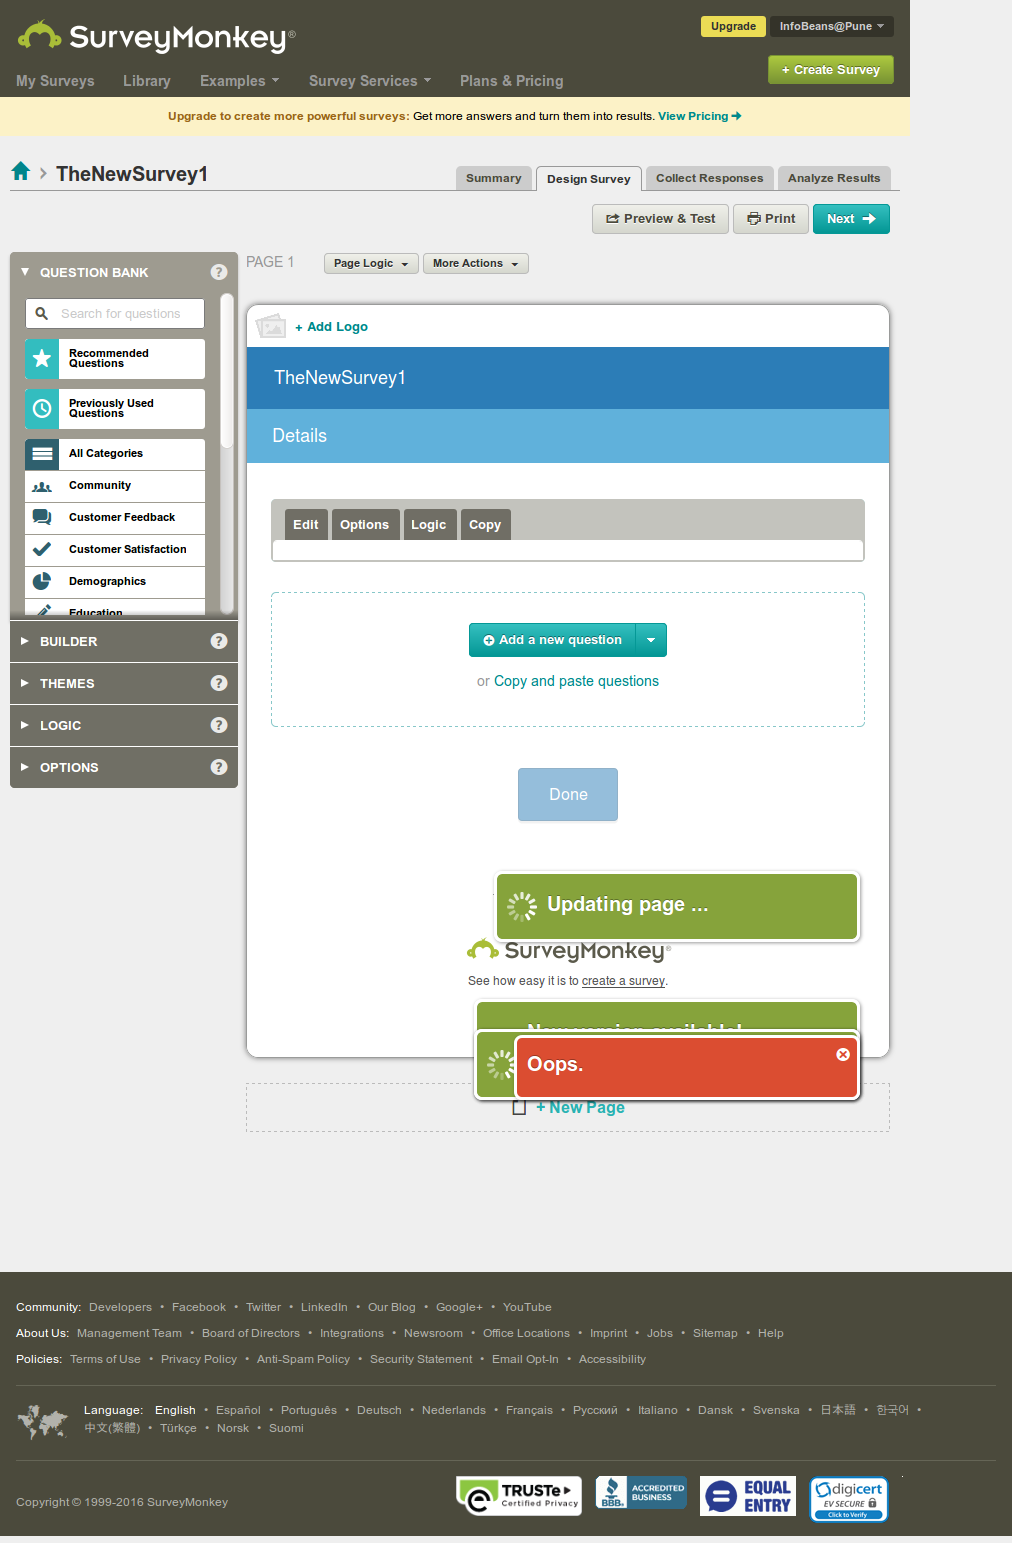 SurveyMonkey®
Upgrade
InfoBeans@Pune
My Surveys Library Examples Survey Services Plans & Pricing
+ Create Survey
Upgrade to create more powerful surveys: Get more answers and turn them into results. View Pricing
TheNewSurvey1
Summary Design Survey Collect Responses Analyze Results
Preview & Test Print Next
QUESTION BANK ?
Search for questions
Recommended
Questions
Previously Used
Questions
All Categories
Community
Customer Feedback
Customer Satisfaction
Demographics
Education
BUILDER ?
THEMES ?
LOGIC ?
OPTIONS ?
PAGE 1 Page Logic More Actions
+ Add Logo
TheNewSurvey1
Details
Edit Options Logic Copy
Add a new question
or Copy and paste questions
Done
Updating page ...
SurveyMonkey®
See how easy it is to create a survey.
New version available!
Oops.
+ New Page
Community: Developers • Facebook • Twitter • LinkedIn • Our Blog • Google+ • YouTube
About Us: Management Team • Board of Directors • Integrations • Newsroom • Office Locations • Imprint • Jobs • Sitemap • Help
Policies: Terms of Use • Privacy Policy • Anti-Spam Policy • Security Statement • Email Opt-In • Accessibility
Language: English • Español • Português • Deutsch • Nederlands • Français • Русский • Italiano • Dansk • Svenska • 日本語 • 한국어 •
中文(繁體) • Türkçe • Norsk • Suomi
Copyright © 1999-2016 SurveyMonkey
TRUSTe
Certified Privacy
BBB
ACCREDITED
BUSINESS
EQUAL
ENTRY
digicert
EV SECURE
Click to Verify